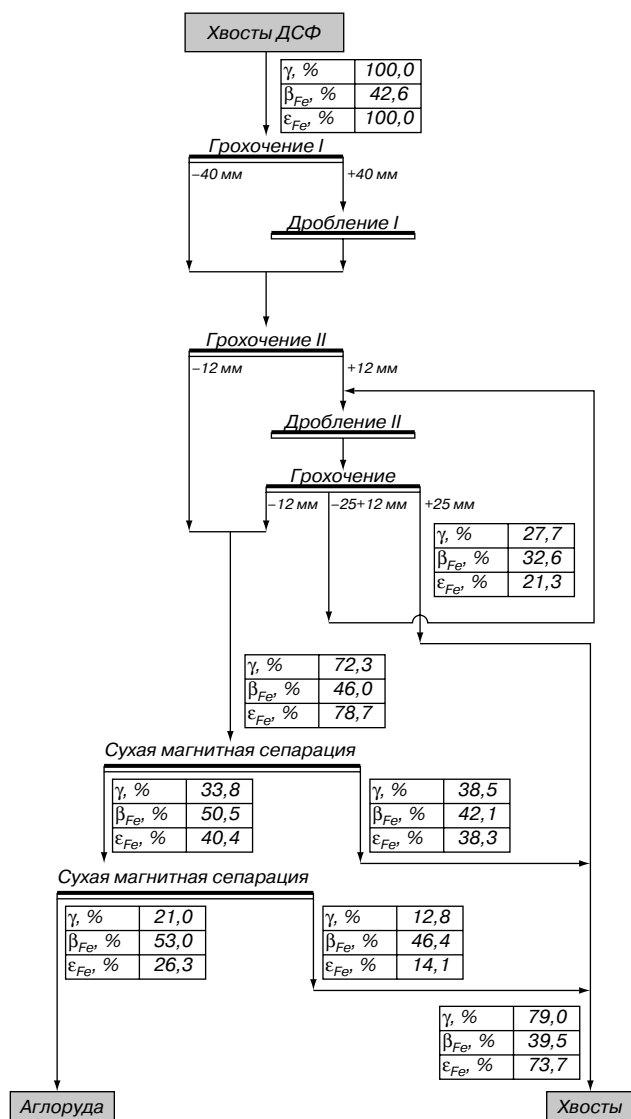 Хвосты ДСФ
γ, % 100,0
βFe, % 42,6
εFe, % 100,0
Грохочение I
–40 мм +40 мм
Дробление I
Грохочение II
–12 мм +12 мм
Дробление II
Грохочение
–12 мм –25+12 мм +25 мм
γ, % 27,7
βFe, % 32,6
εFe, % 21,3
γ, % 72,3
βFe, % 46,0
εFe, % 78,7
Сухая магнитная сепарация
γ, % 33,8 γ, % 38,5
βFe, % 50,5 βFe, % 42,1
εFe, % 40,4 εFe, % 38,3
Сухая магнитная сепарация
γ, % 21,0 γ, % 12,8
βFe, % 53,0 βFe, % 46,4
εFe, % 26,3 εFe, % 14,1
γ, % 79,0
βFe, % 39,5
εFe, % 73,7
Аглоруда Хвосты